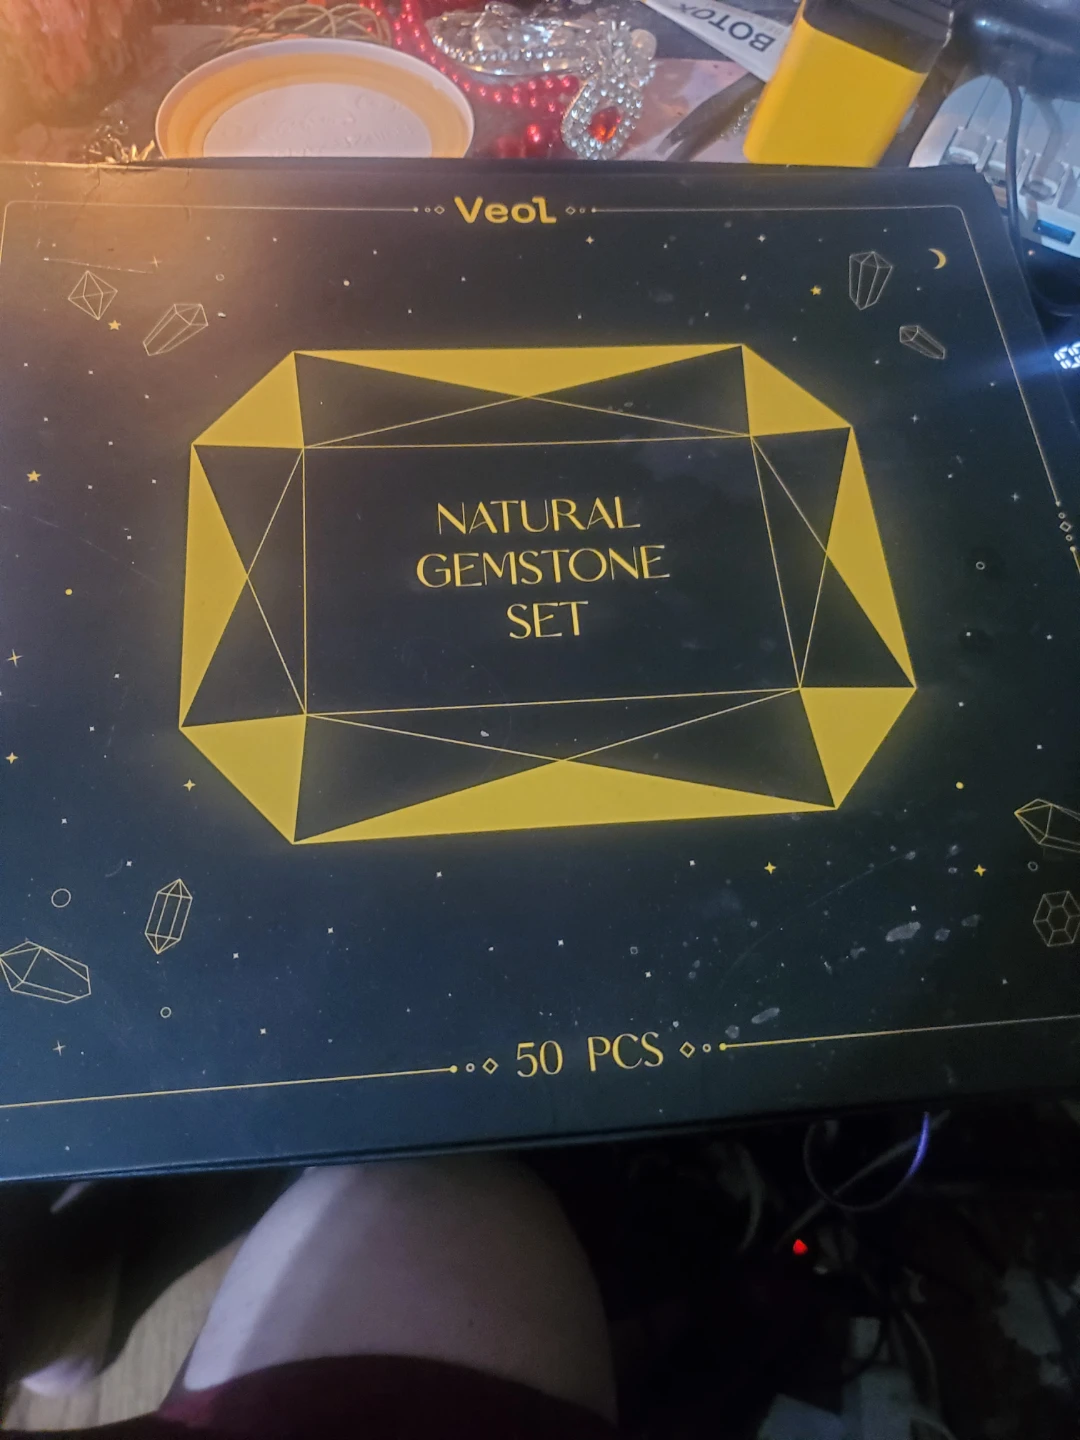 BOTOX
Veol
NATURAL
GEMSTONE
SET
50 PCS